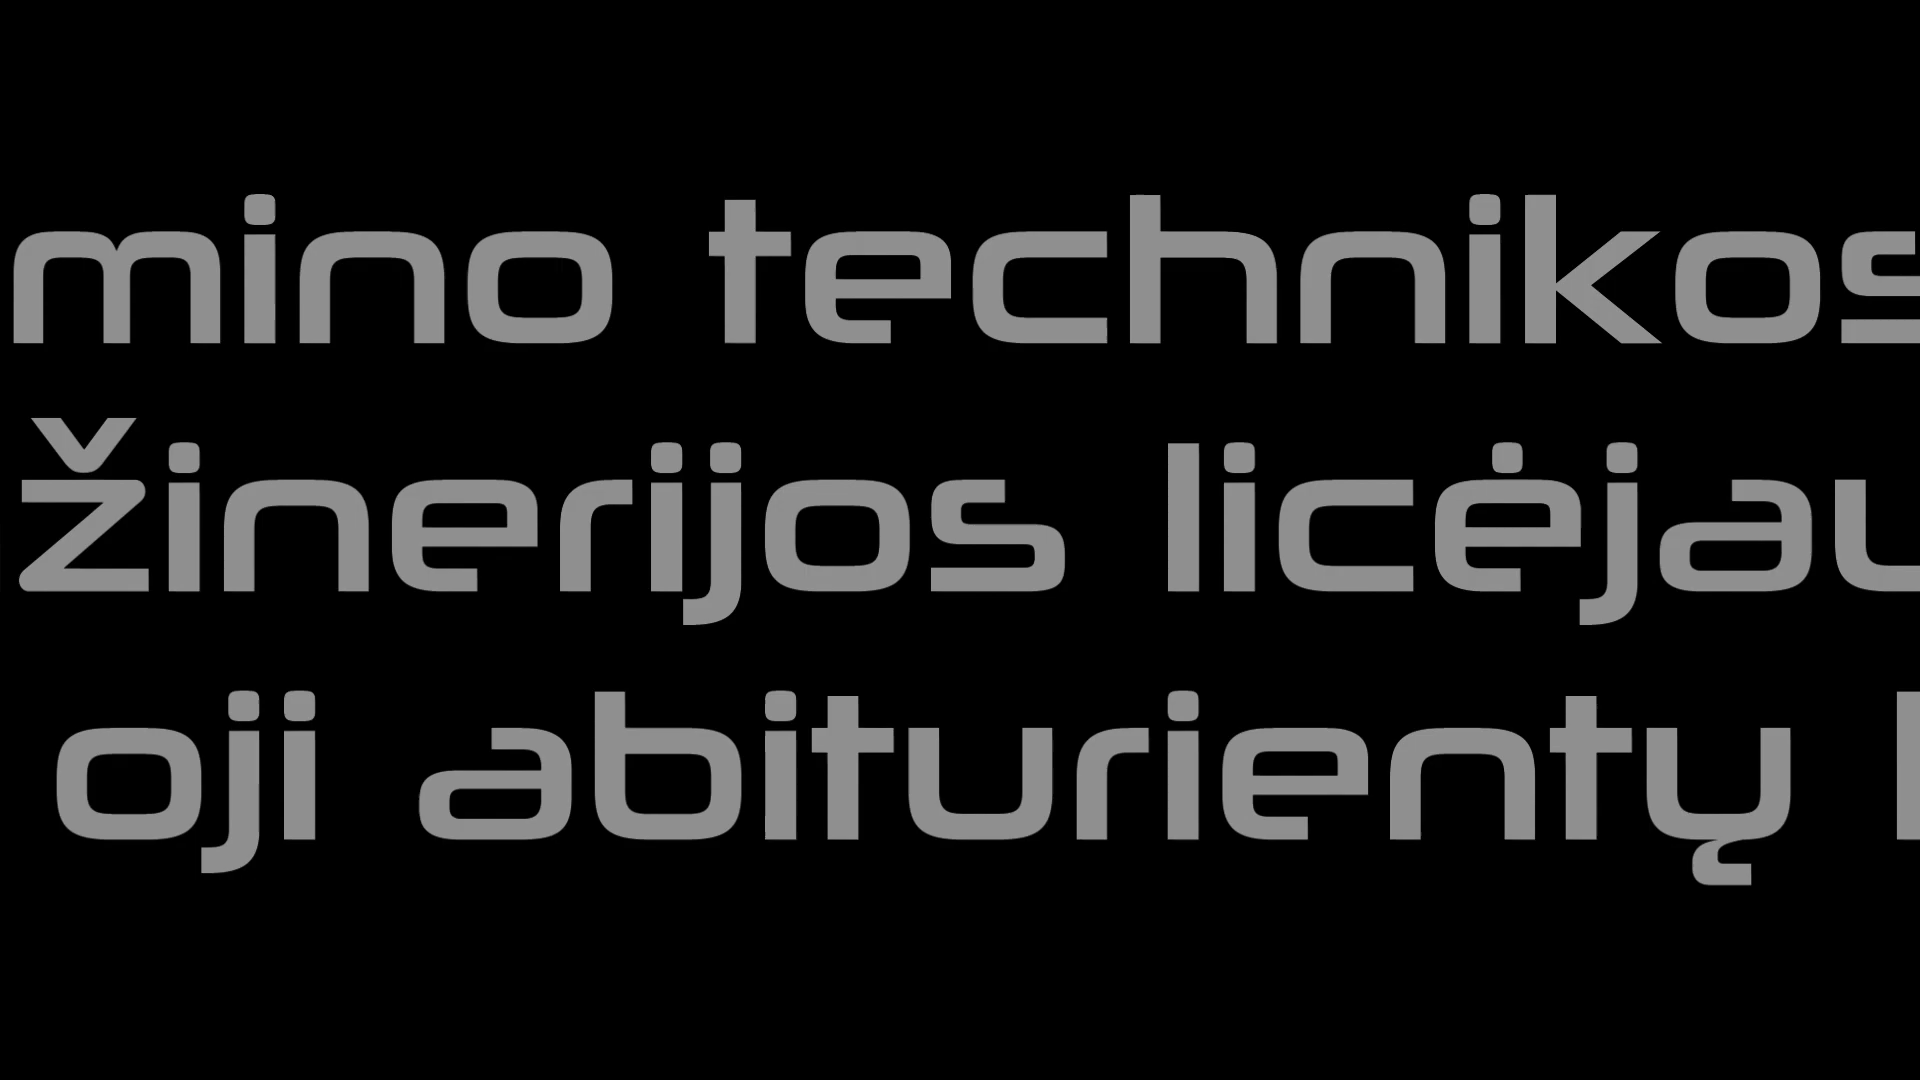 mino technikos
žinerijos licėjau
oji abiturientų